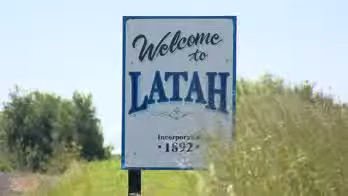 Welcome
to
LATAH
Incorporated
• 1892 •